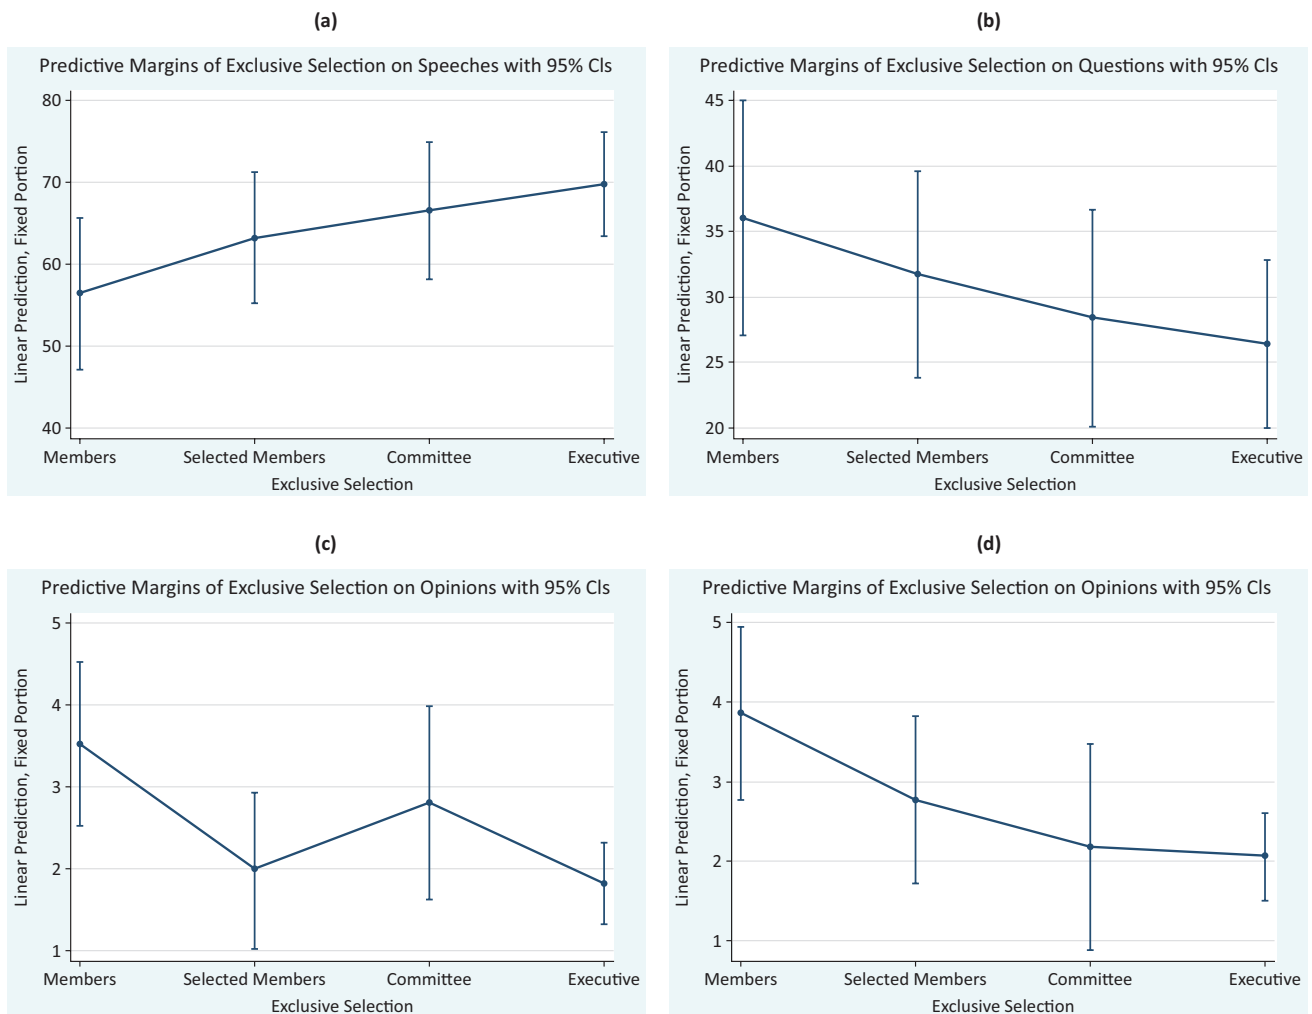 (a)
Predictive Margins of Exclusive Selection on Speeches with 95% CIs
Linear Prediction, Fixed Portion
80
70
60
50
40
Members Selected Members Committee Executive
Exclusive Selection
(b)
Predictive Margins of Exclusive Selection on Questions with 95% CIs
Linear Prediction, Fixed Portion
45
40
35
30
25
20
Members Selected Members Committee Executive
Exclusive Selection
(c)
Predictive Margins of Exclusive Selection on Opinions with 95% CIs
Linear Prediction, Fixed Portion
5
4
3
2
1
Members Selected Members Committee Executive
Exclusive Selection
(d)
Predictive Margins of Exclusive Selection on Opinions with 95% CIs
Linear Prediction, Fixed Portion
5
4
3
2
1
Members Selected Members Committee Executive
Exclusive Selection